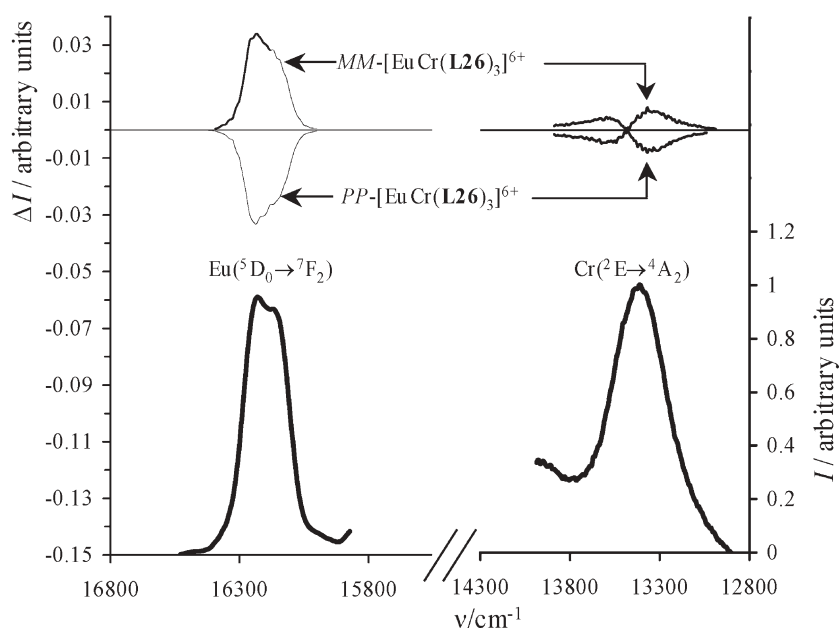 ΔI / arbitrary units
0.03
0.01
-0.01
-0.03
-0.05
-0.07
-0.09
-0.11
-0.13
-0.15
MM-[EuCr(L26)₃]⁶⁺
PP-[EuCr(L26)₃]⁶⁺
Eu(⁵D₀→⁷F₂)
Cr(²E→⁴A₂)
1.2
1
0.8
0.6
0.4
0.2
0
I / arbitrary units
16800 16300 15800 14300 13800 13300 12800
ν/cm⁻¹